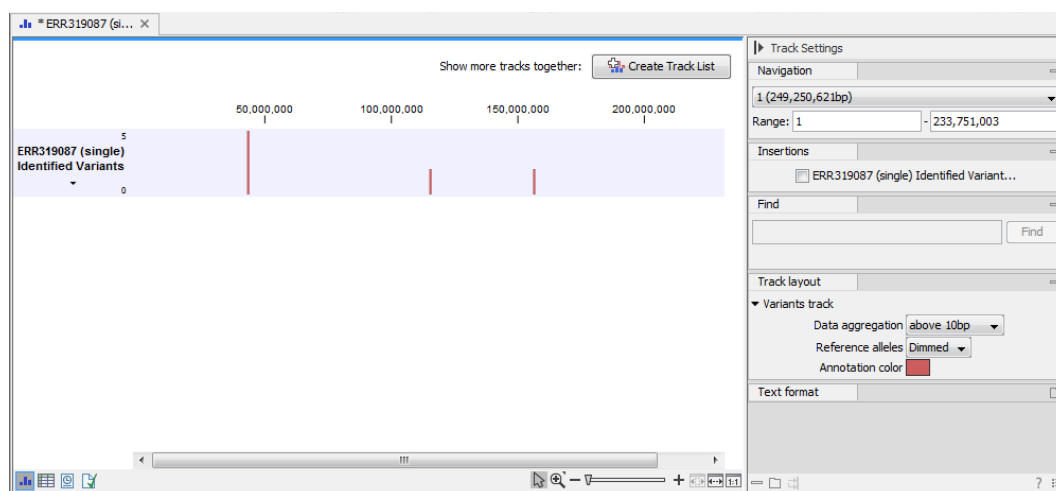 * ERR319087 (si...
Show more tracks together: Create Track List
50,000,000 100,000,000 150,000,000 200,000,000
5
ERR319087 (single)
Identified Variants
0
Track Settings
Navigation
1 (249,250,621bp)
Range: 1 - 233,751,003
Insertions
ERR319087 (single) Identified Variant...
Find
Find
Track layout
Variants track
Data aggregation above 10bp
Reference alleles Dimmed
Annotation color
Text format
1:1
?